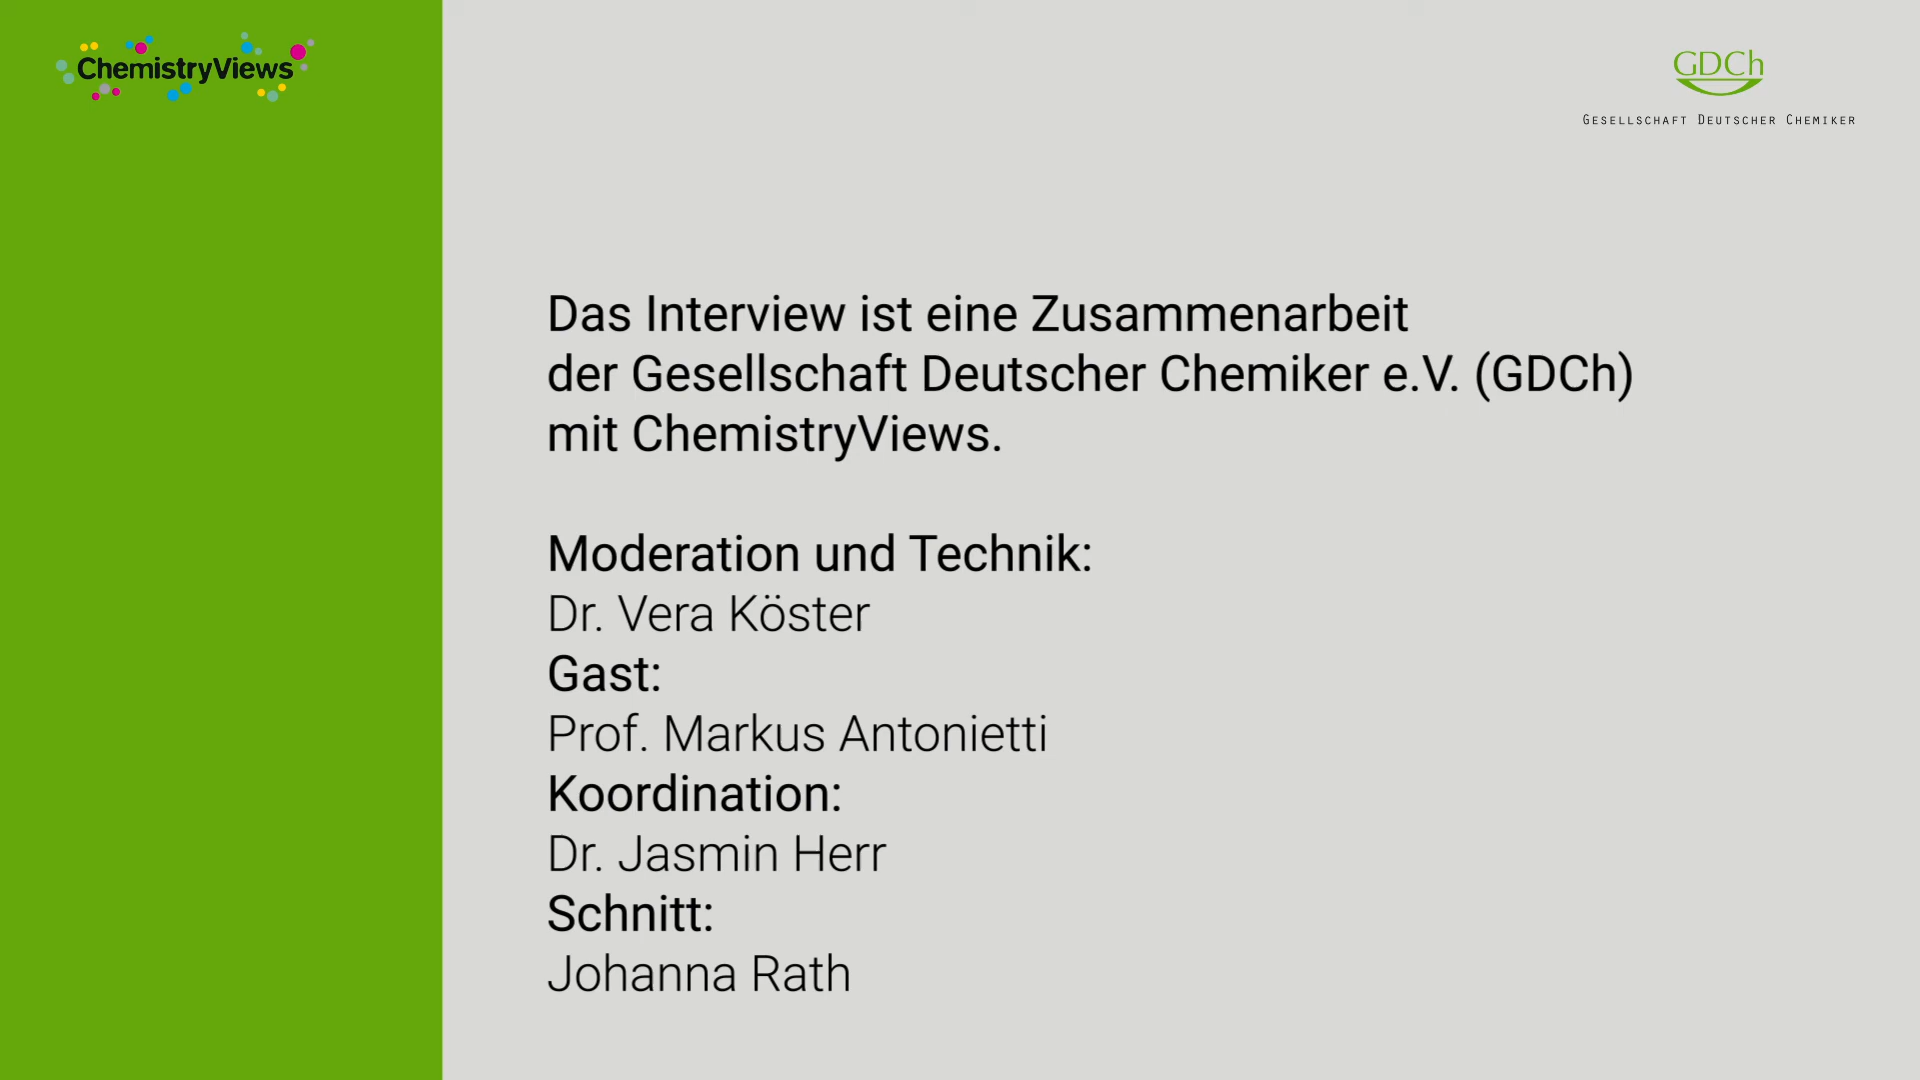 ChemistryViews
GDCh
GESELLSCHAFT DEUTSCHER CHEMIKER
Das Interview ist eine Zusammenarbeit
der Gesellschaft Deutscher Chemiker e.V. (GDCh)
mit ChemistryViews.
Moderation und Technik:
Dr. Vera Köster
Gast:
Prof. Markus Antonietti
Koordination:
Dr. Jasmin Herr
Schnitt:
Johanna Rath